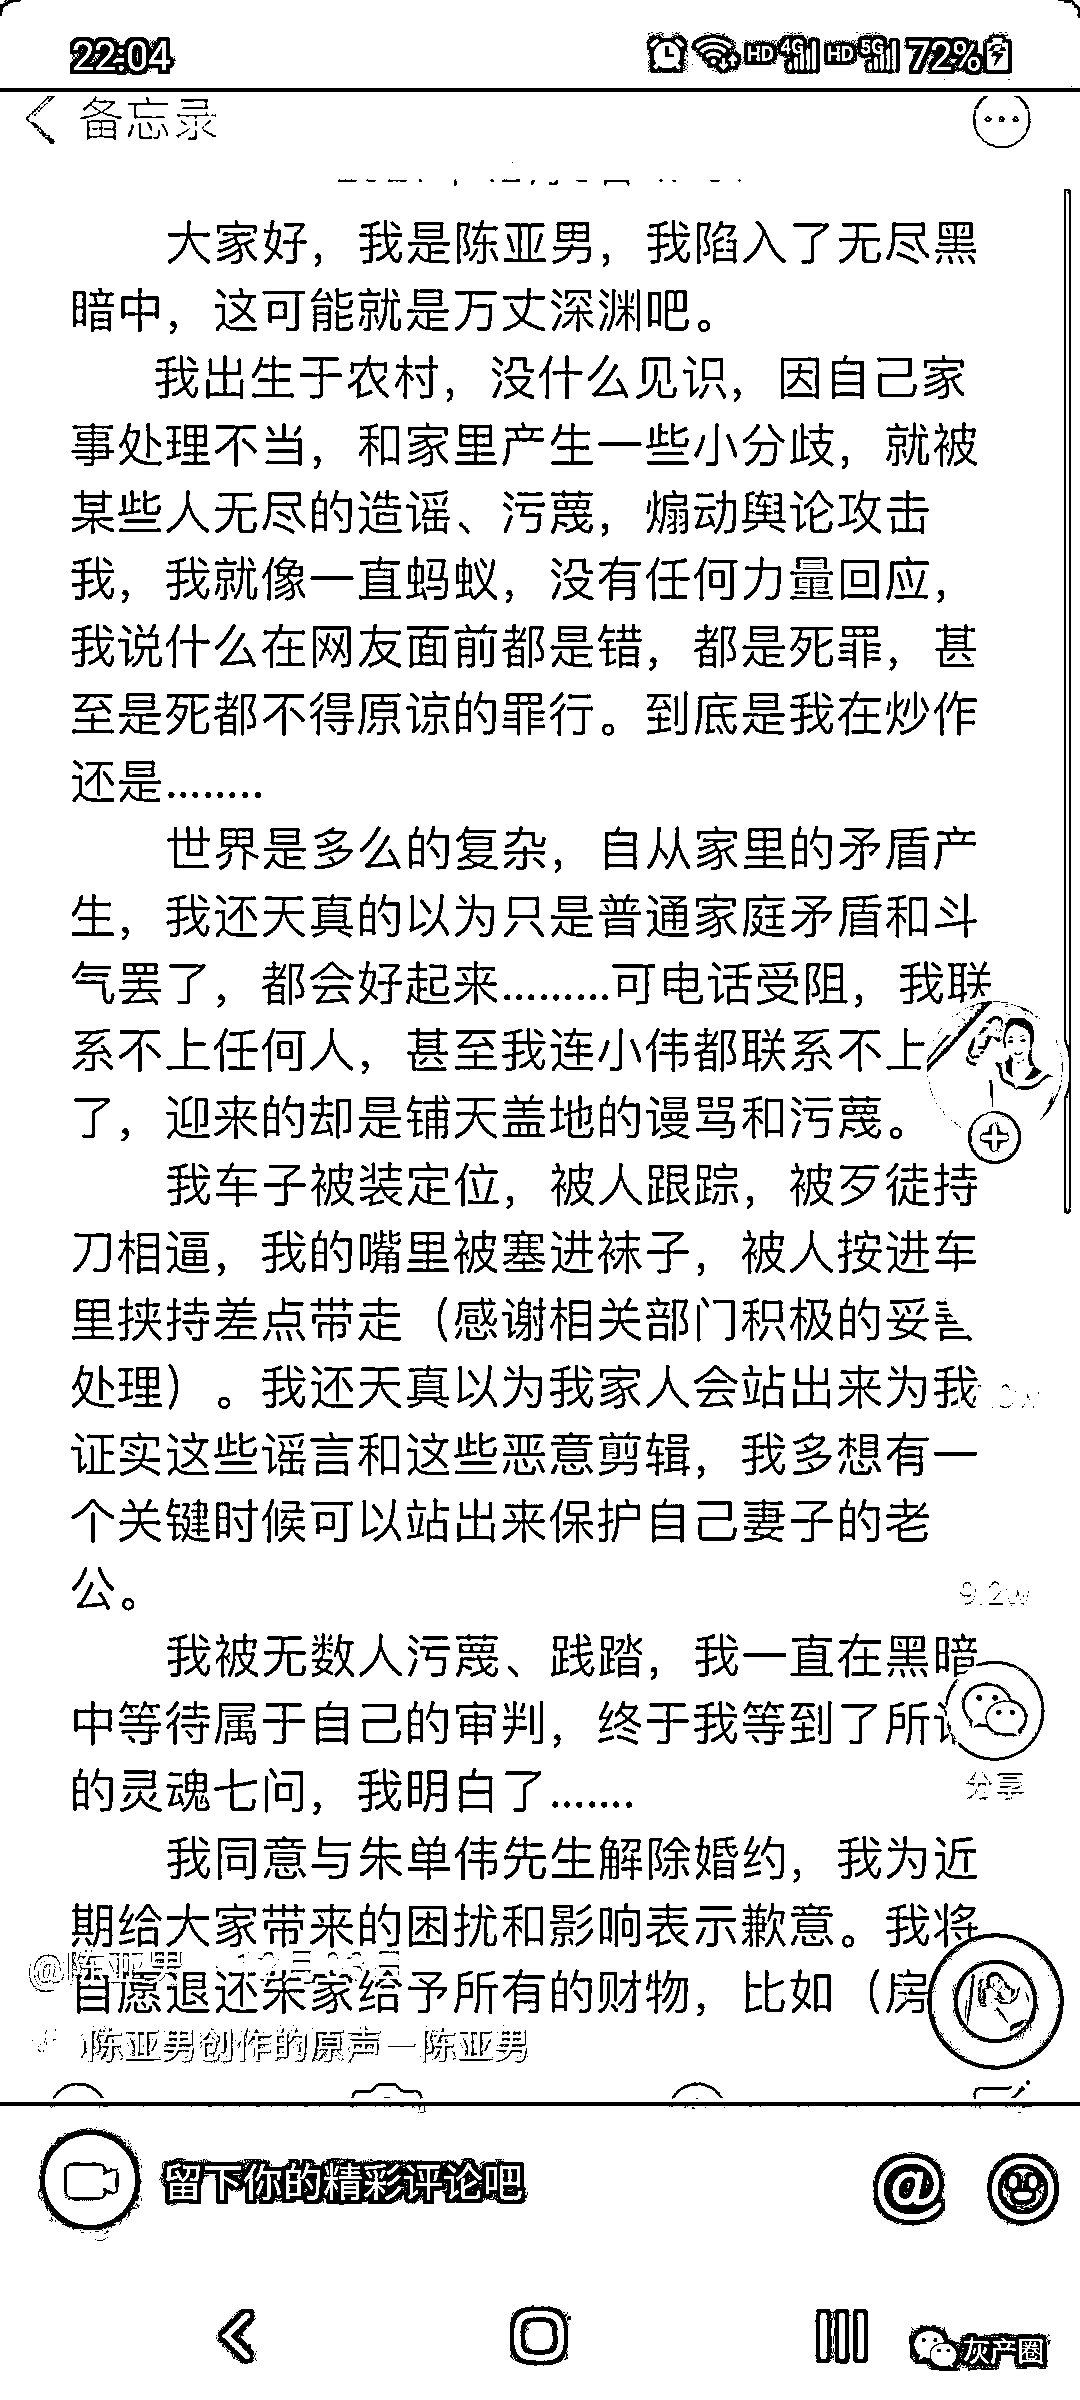 22:04
HD 4G HD 5G 72%
备忘录
大家好，我是陈亚男，我陷入了无尽黑
暗中，这可能就是万丈深渊吧。
我出生于农村，没什么见识，因自己家
事处理不当，和家里产生一些小分歧，就被
某些人无尽的造谣、污蔑，煽动舆论攻击
我，我就像一直蚂蚁，没有任何力量回应，
我说什么在网友面前都是错，都是死罪，甚
至是死都不得原谅的罪行。到底是我在炒作
还是........
世界是多么的复杂，自从家里的矛盾产
生，我还天真的以为只是普通家庭矛盾和斗
气罢了，都会好起来.........可电话受阻，我联
系不上任何人，甚至我连小伟都联系不上
了，迎来的却是铺天盖地的谩骂和污蔑。
我车子被装定位，被人跟踪，被歹徒持
刀相逼，我的嘴里被塞进袜子，被人按进车
里挟持差点带走（感谢相关部门积极的妥善
处理）。我还天真以为我家人会站出来为我
证实这些谣言和这些恶意剪辑，我多想有一
个关键时候可以站出来保护自己妻子的老
公。
9.2w
我被无数人污蔑、践踏，我一直在黑暗
中等待属于自己的审判，终于我等到了所
的灵魂七问，我明白了.......
分享
我同意与朱单伟先生解除婚约，我为近
期给大家带来的困扰和影响表示歉意。我将
@陈亚男
自愿退还朱家给予所有的财物，比如（房
陈亚男创作的原声一陈亚男
留下你的精彩评论吧
灰产圈